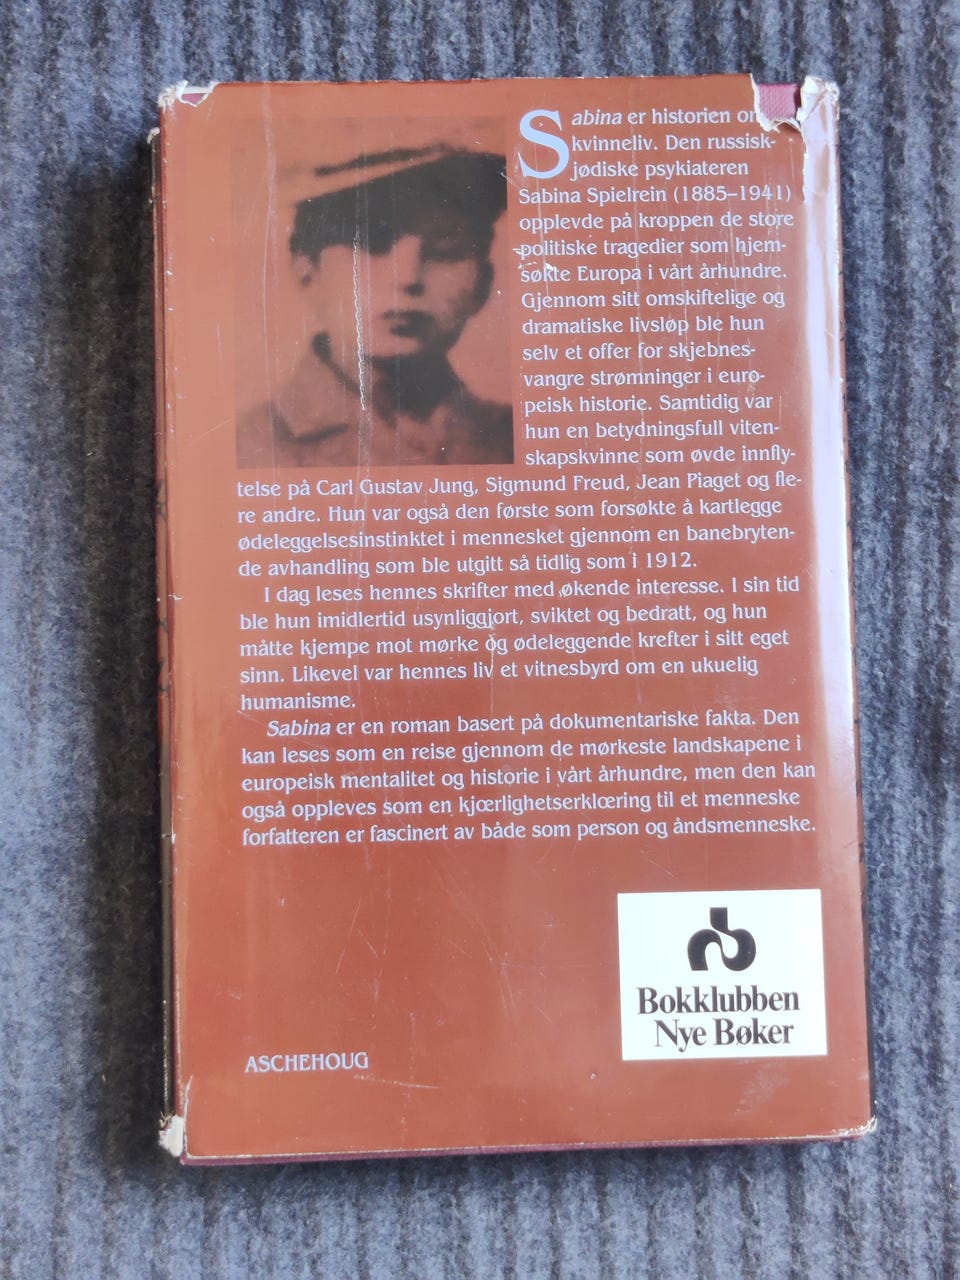 Sabina er historien o
kvinneliv. Den russisk-
jødiske psykiateren
Sabina Spielrein (1885–1941)
opplevde på kroppen de store
politiske tragedier som hjem-
søkte Europa i vårt århundre.
Gjennom sitt omskiftelige og
dramatiske livsløp ble hun
selv et offer for skjebnes-
vangre strømninger i euro-
peisk historie. Samtidig var
hun en betydningsfull viten-
skapskvinne som øvde innfly-
telse på Carl Gustav Jung, Sigmund Freud, Jean Piaget og fle-
re andre. Hun var også den første som forsøkte å kartlegge
ødeleggelsesinstinktet i mennesket gjennom en banebryten-
de avhandling som ble utgitt så tidlig som i 1912.
I dag leses hennes skrifter med økende interesse. I sin tid
ble hun imidlertid usynliggjort, sviktet og bedratt, og hun
måtte kjempe mot mørke og ødeleggende krefter i sitt eget
sinn. Likevel var hennes liv et vitnesbyrd om en ukuelig
humanisme.
Sabina er en roman basert på dokumentariske fakta. Den
kan leses som en reise gjennom de mørkeste landskapene i
europeisk mentalitet og historie i vårt århundre, men den kan
også oppleves som en kjœrlighetserklœring til et menneske
forfatteren er fascinert av både som person og åndsmenneske.
Bokklubben
Nye Bøker
ASCHEHOUG